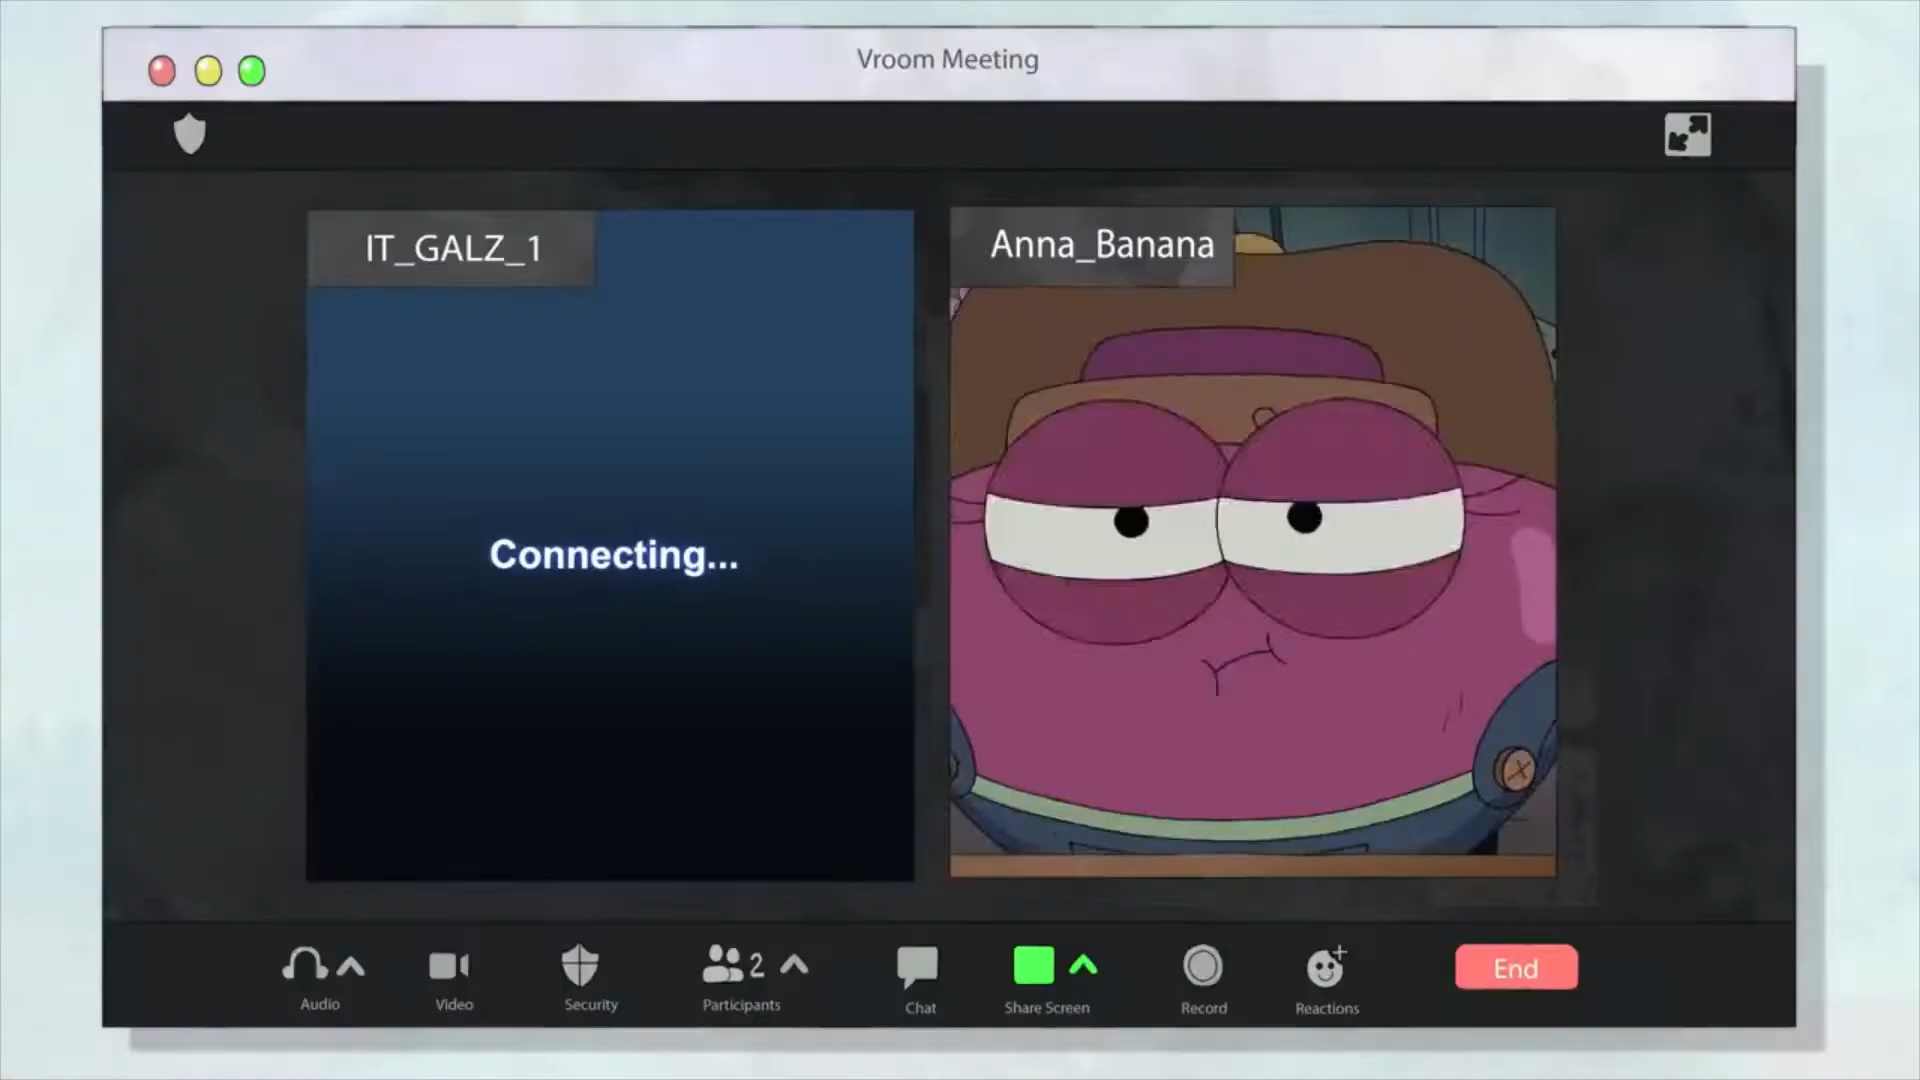 Vroom Meeting
IT_GALZ_1
Anna_Banana
Connecting...
2
Audio
Video
Security
Participants
Chat
Share Screen
Record
Reactions
End